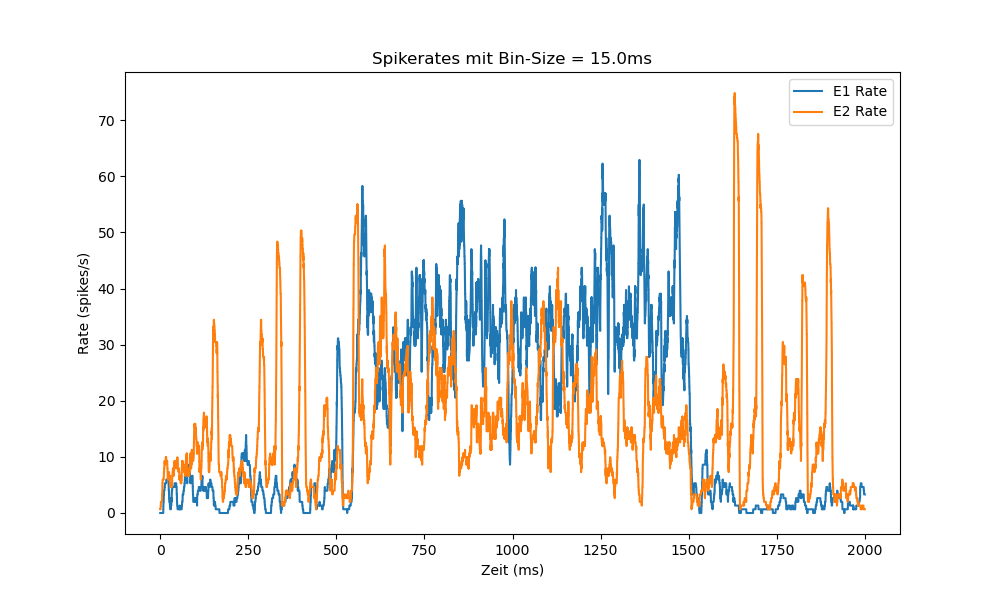 Spikerates mit Bin-Size = 15.0ms
E1 Rate
E2 Rate
Rate (spikes/s)
70
60
50
40
30
20
10
0
0 250 500 750 1000 1250 1500 1750 2000
Zeit (ms)